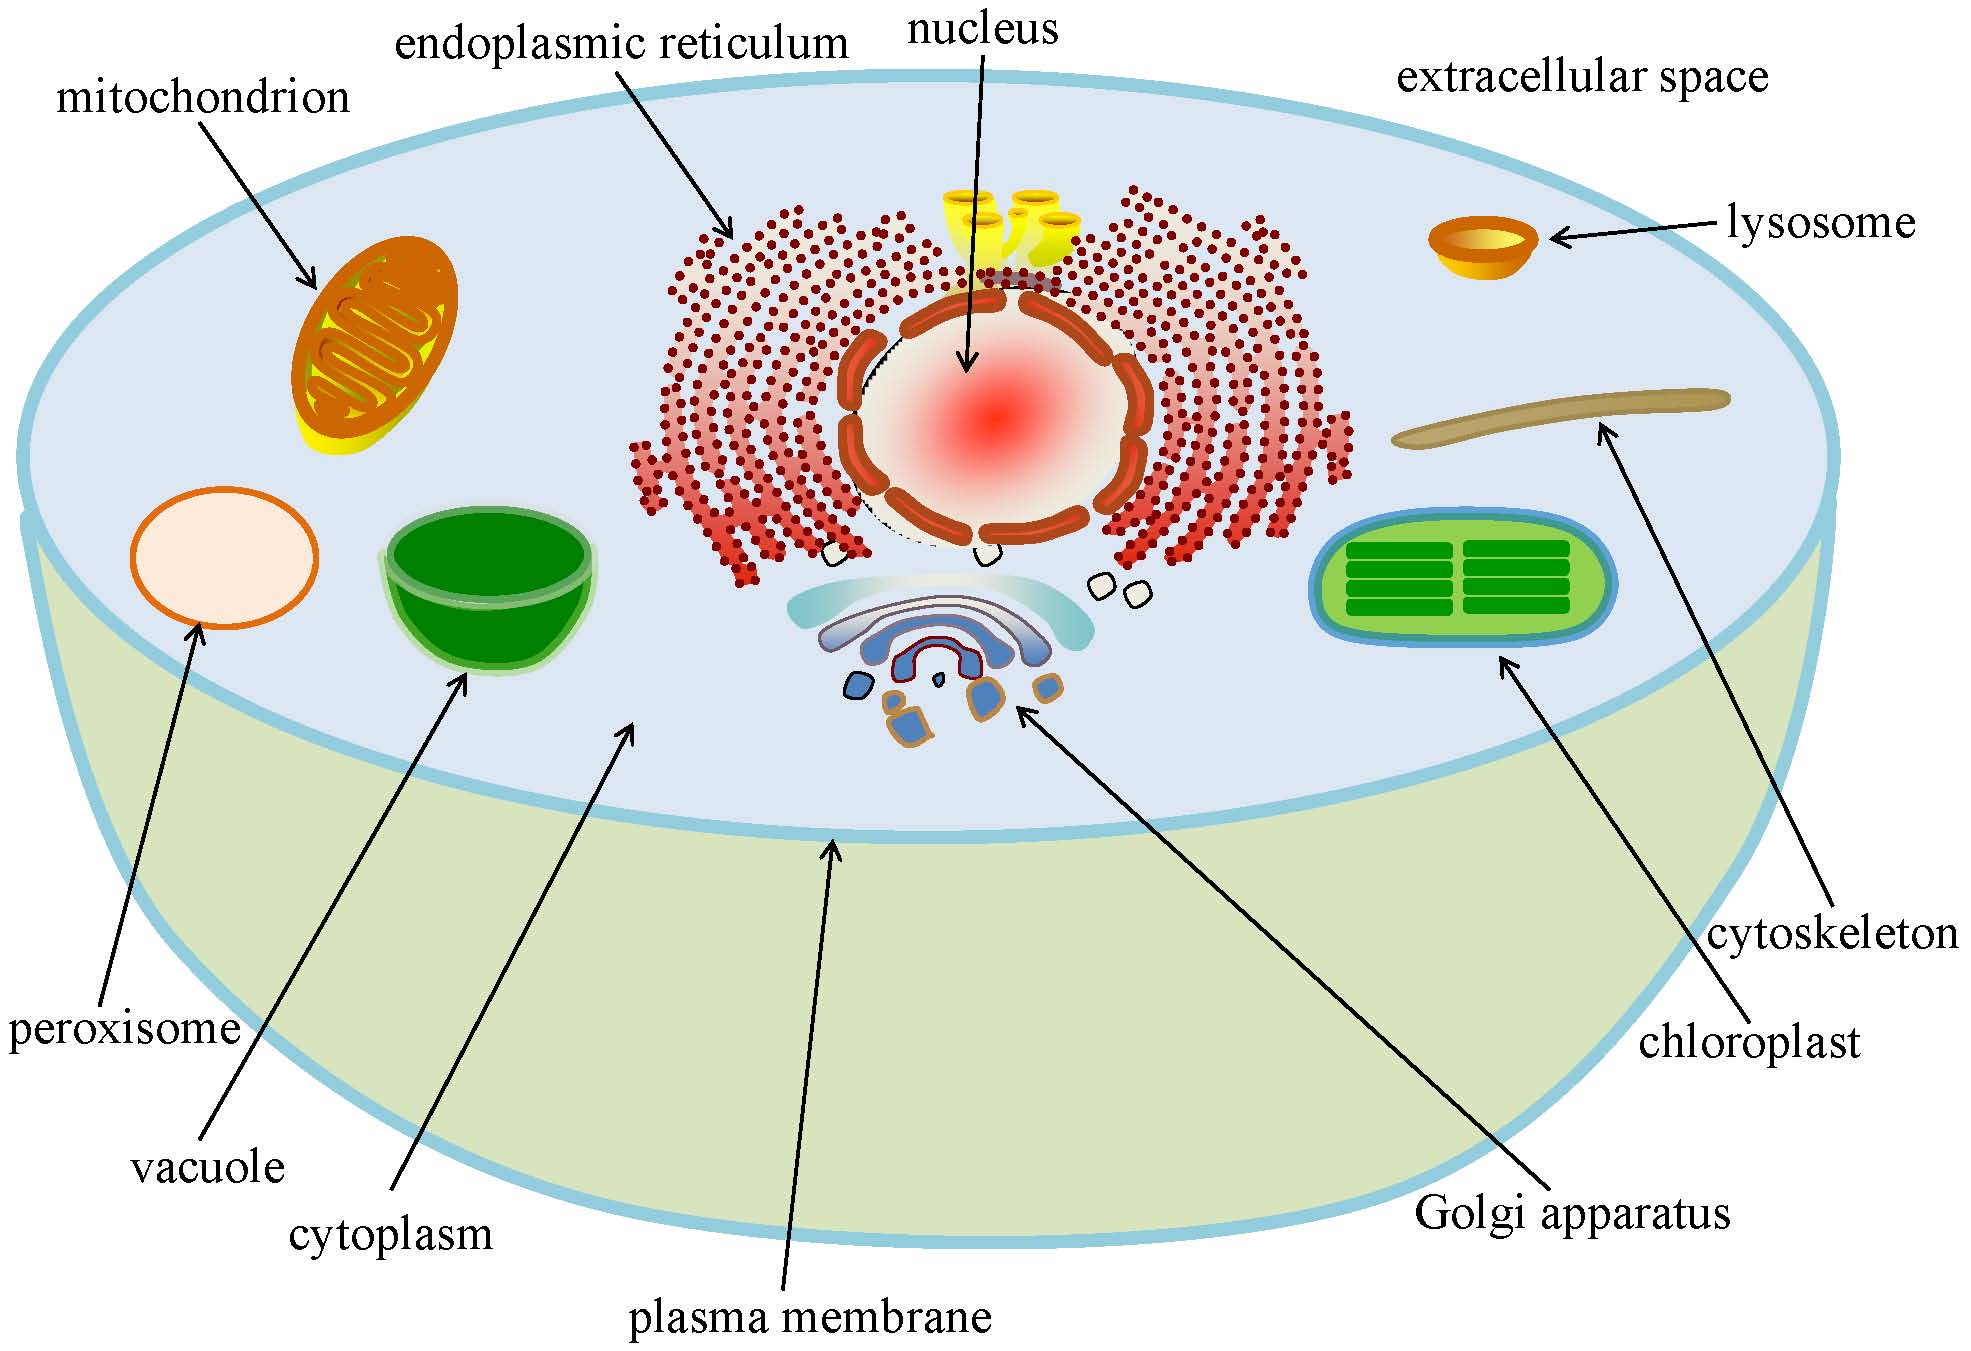 nucleus
endoplasmic reticulum
mitochondrion
extracellular space
lysosome
cytoskeleton
peroxisome
chloroplast
vacuole
Golgi apparatus
cytoplasm
plasma membrane